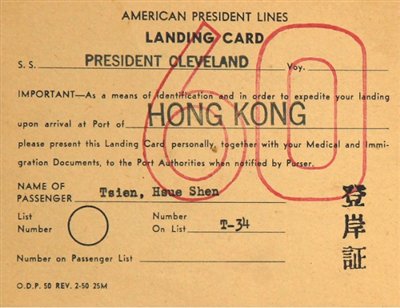 AMERICAN PRESIDENT LINES
LANDING CARD
S. S. PRESIDENT CLEVELAND Voy.
60
IMPORTANT—As a means of identification and in order to expedite your landing
upon arrival at Port of HONG KONG
please present this Landing Card personally, together with your Medical and Immi-
gration Documents, to the Port Authorities when notified by Purser.
NAME OF
PASSENGER Tsien, Hsue Shen
List
Number
Number
On List T-34
Number on Passenger List
登岸証
O.D.P. 50 REV. 2-50 25M